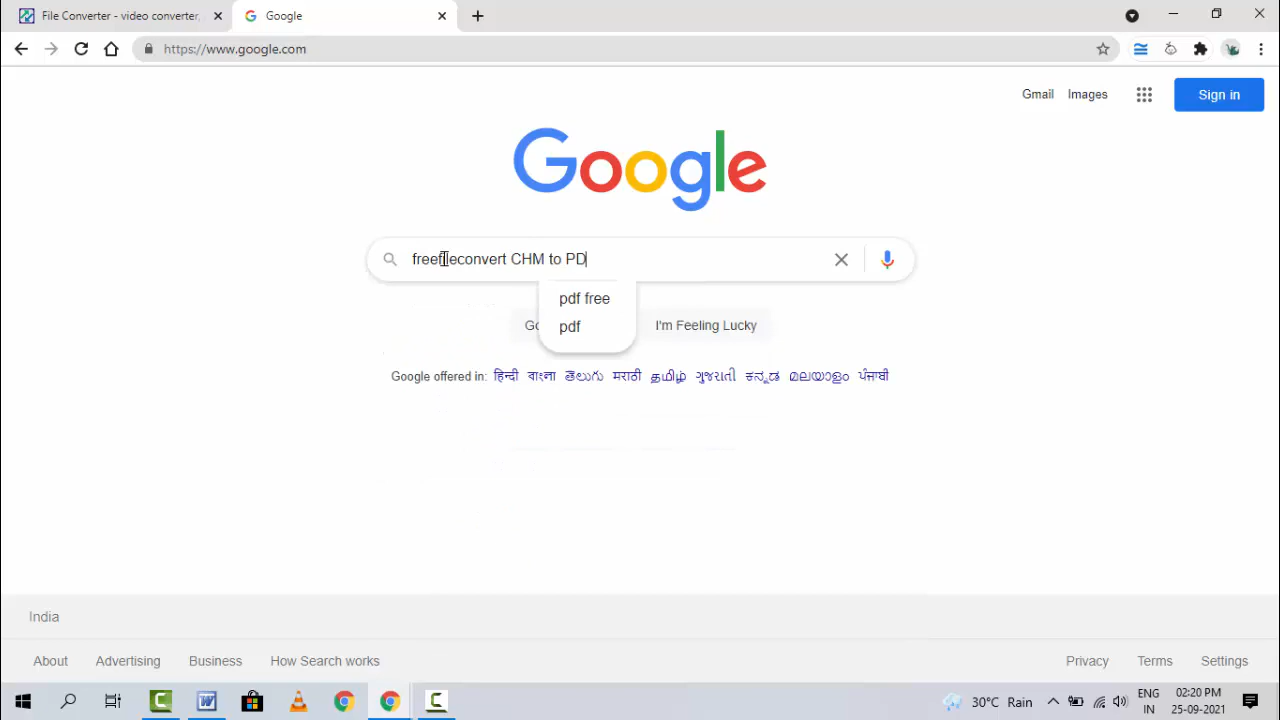 File Converter - video converter,
Google
https://www.google.com
Gmail Images Sign in
Google
freefileconvert CHM to PD
pdf free
pdf
Go
I'm Feeling Lucky
Google offered in: हिन्दी বাংলা తెలుగు मराठी தமிழ் ગુજરાતી ಕನ್ನಡ മലയാളം ਪੰਜਾਬੀ
India
About Advertising Business How Search works
Privacy Terms Settings
30°C Rain
ENG
IN
02:20 PM
25-09-2021